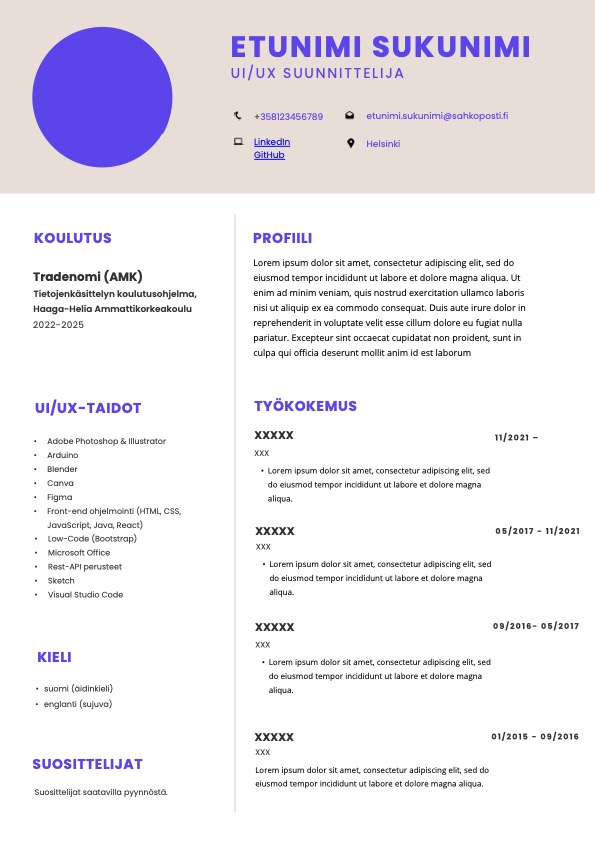 ETUNIMI SUKUNIMI
UI/UX SUUNNITTELIJA
+358123456789
etunimi.sukunimi@sahkoposti.fi
LinkedIn
GitHub
Helsinki
KOULUTUS
Tradenomi (AMK)
Tietojenkäsittelyn koulutusohjelma,
Haaga-Helia Ammattikorkeakoulu
2022-2025
UI/UX-TAIDOT
• Adobe Photoshop & Illustrator
• Arduino
• Blender
• Canva
• Figma
• Front-end ohjelmointi (HTML, CSS,
JavaScript, Java, React)
• Low-Code (Bootstrap)
• Microsoft Office
• Rest-API perusteet
• Sketch
• Visual Studio Code
KIELI
• suomi (äidinkieli)
• englanti (sujuva)
SUOSITTELIJAT
Suosittelijat saatavilla pyynnöstä.
PROFIILI
Lorem ipsum dolor sit amet, consectetur adipiscing elit, sed do
eiusmod tempor incididunt ut labore et dolore magna aliqua. Ut
enim ad minim veniam, quis nostrud exercitation ullamco laboris
nisi ut aliquip ex ea commodo consequat. Duis aute irure dolor in
reprehenderit in voluptate velit esse cillum dolore eu fugiat nulla
pariatur. Excepteur sint occaecat cupidatat non proident, sunt in
culpa qui officia deserunt mollit anim id est laborum
TYÖKOKEMUS
XXXXX
11/2021 –
XXX
• Lorem ipsum dolor sit amet, consectetur adipiscing elit, sed
do eiusmod tempor incididunt ut labore et dolore magna
aliqua.
XXXXX
05/2017 - 11/2021
XXX
• Lorem ipsum dolor sit amet, consectetur adipiscing elit, sed
do eiusmod tempor incididunt ut labore et dolore magna
aliqua.
XXXXX
09/2016- 05/2017
XXX
• Lorem ipsum dolor sit amet, consectetur adipiscing elit, sed
do eiusmod tempor incididunt ut labore et dolore magna
aliqua.
XXXXX
01/2015 - 09/2016
XXX
Lorem ipsum dolor sit amet, consectetur adipiscing elit, sed do
eiusmod tempor incididunt ut labore et dolore magna aliqua.